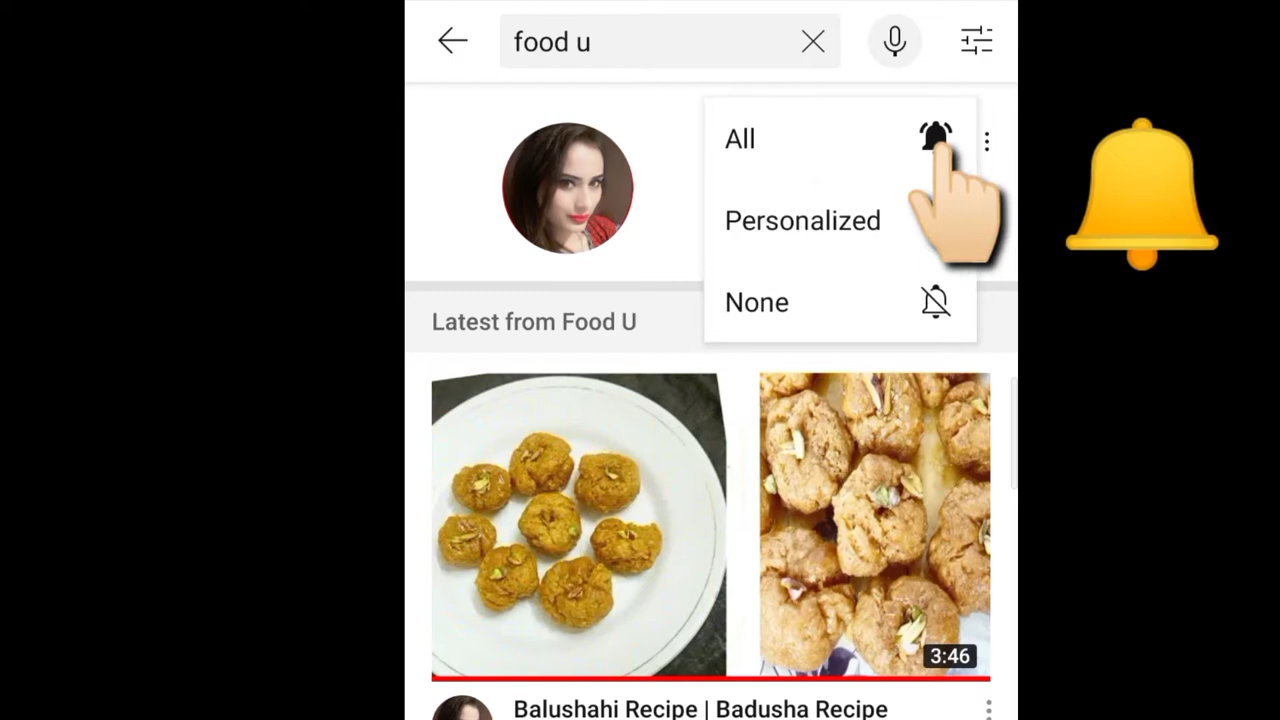 food u
All
Personalized
None
Latest from Food U
3:46
Balushahi Recipe | Badusha Recipe